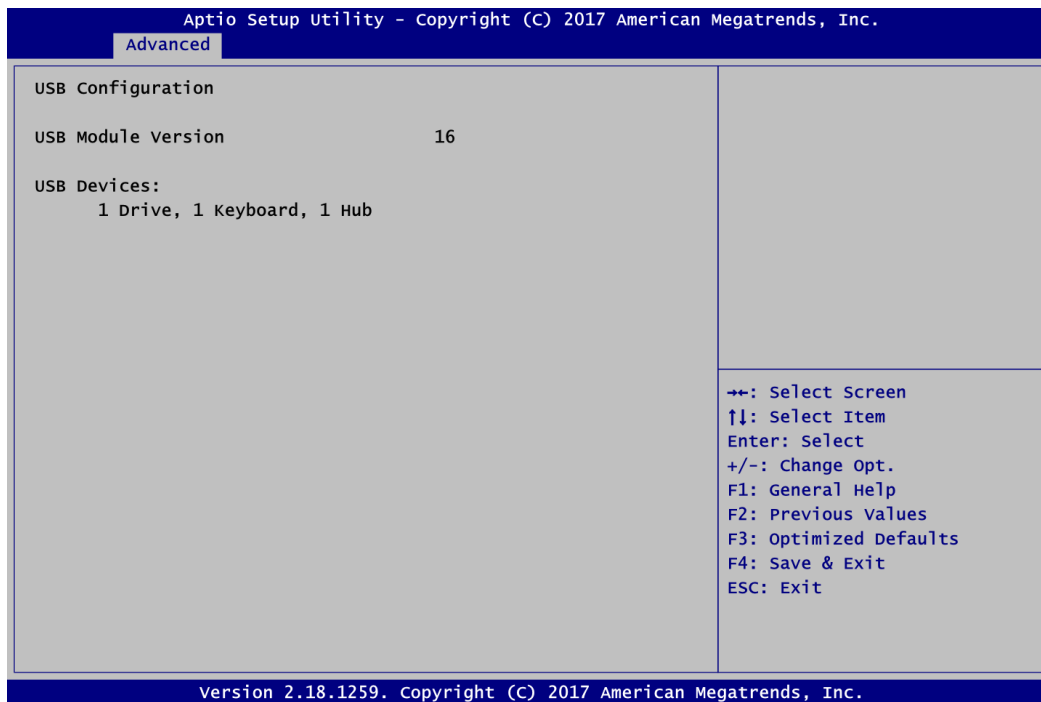 Aptio Setup Utility - Copyright (C) 2017 American Megatrends, Inc.
Advanced
USB Configuration
USB Module Version 16
USB Devices:
1 Drive, 1 Keyboard, 1 Hub
→←: Select Screen
↑↓: Select Item
Enter: Select
+/-: Change Opt.
F1: General Help
F2: Previous Values
F3: Optimized Defaults
F4: Save & Exit
ESC: Exit
Version 2.18.1259. Copyright (C) 2017 American Megatrends, Inc.